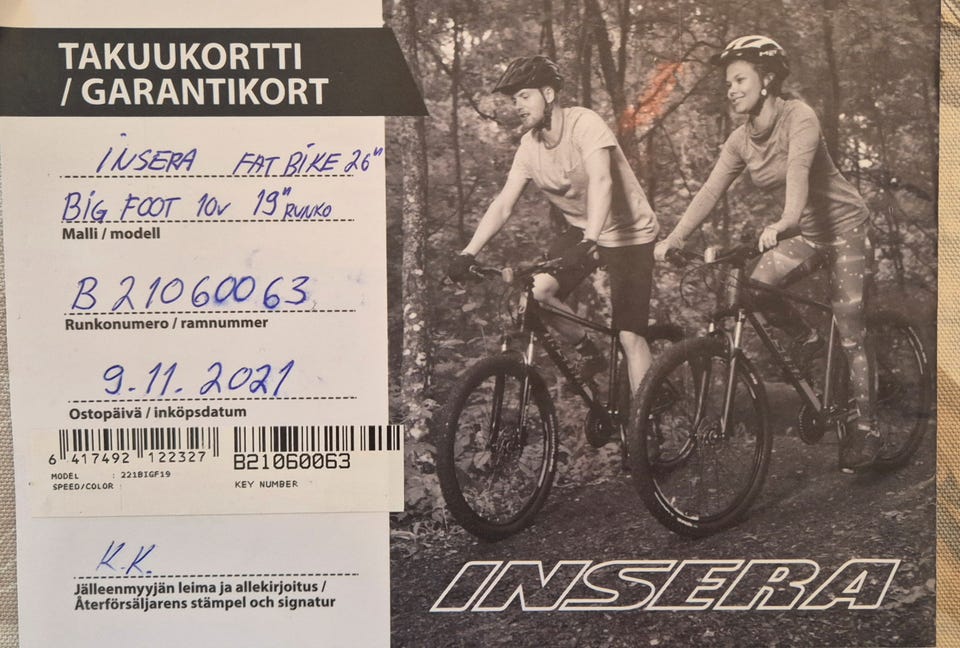 TAKUUKORTTI
/ GARANTIKORT
INSERA FAT BIKE 26"
BIG FOOT 10v 19" RUNKO
Malli / modell
B21060063
Runkonumero / ramnummer
9.11.2021
Ostopäivä / inköpsdatum
6 417492 122327
B21060063
MODEL : 221BIGF19
SPEED/COLOR :
KEY NUMBER
K.K.
Jälleenmyyjän leima ja allekirjoitus /
Återförsäljarens stämpel och signatur
INSERA